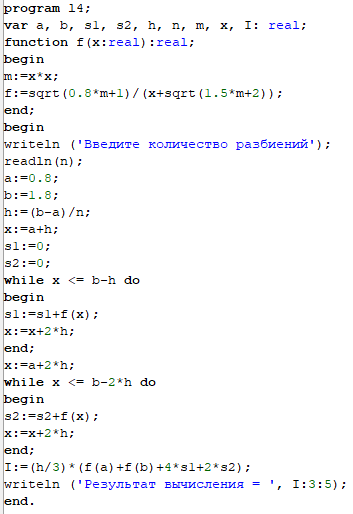 program l4;
var a, b, s1, s2, h, n, m, x, I: real;
function f(x:real):real;
begin
m:=x*x;
f:=sqrt(0.8*m+1)/(x+sqrt(1.5*m+2));
end;
begin
writeln ('Введите количество разбиений');
readln(n);
a:=0.8;
b:=1.8;
h:=(b-a)/n;
x:=a+h;
s1:=0;
s2:=0;
while x <= b-h do
begin
s1:=s1+f(x);
x:=x+2*h;
end;
x:=a+2*h;
while x <= b-2*h do
begin
s2:=s2+f(x);
x:=x+2*h;
end;
I:=(h/3)*(f(a)+f(b)+4*s1+2*s2);
writeln ('Результат вычисления = ', I:3:5);
end.